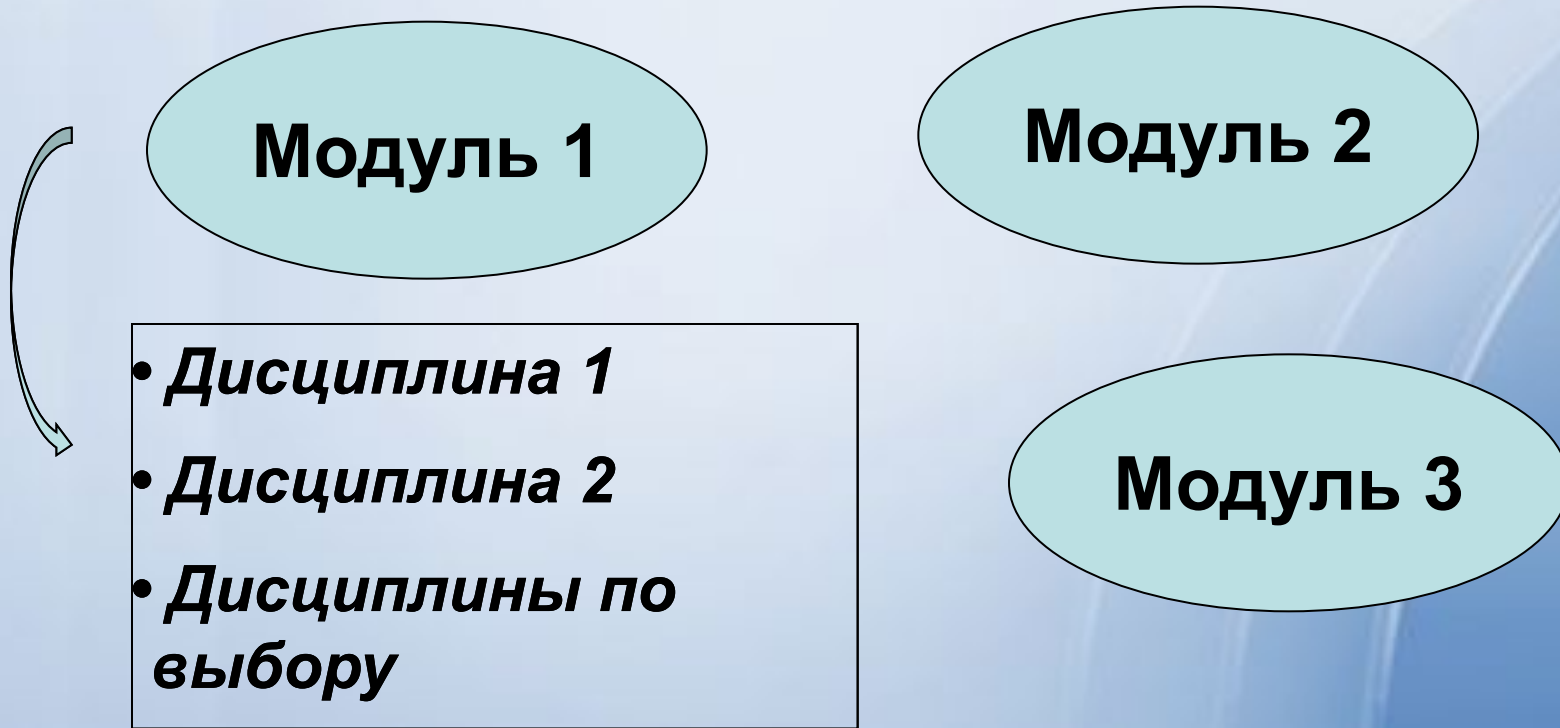 Модуль 1
Модуль 2
• Дисциплина 1
• Дисциплина 2
• Дисциплины по
выбору
Модуль 3